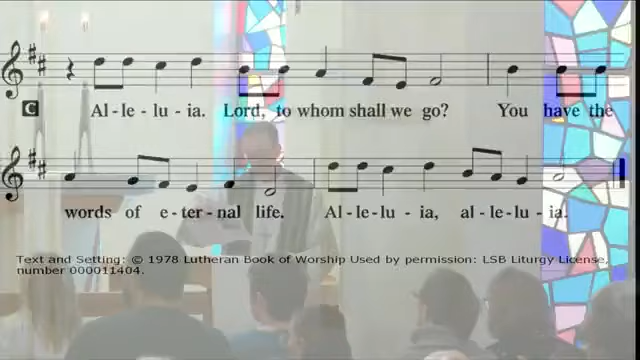 C Al - le - lu - ia. Lord, to whom shall we go? You have the
words of e - ter - nal life. Al - le - lu - ia, al - le - lu - ia.
Text and Setting: © 1978 Lutheran Book of Worship Used by permission: LSB Liturgy License,
number 000011404.